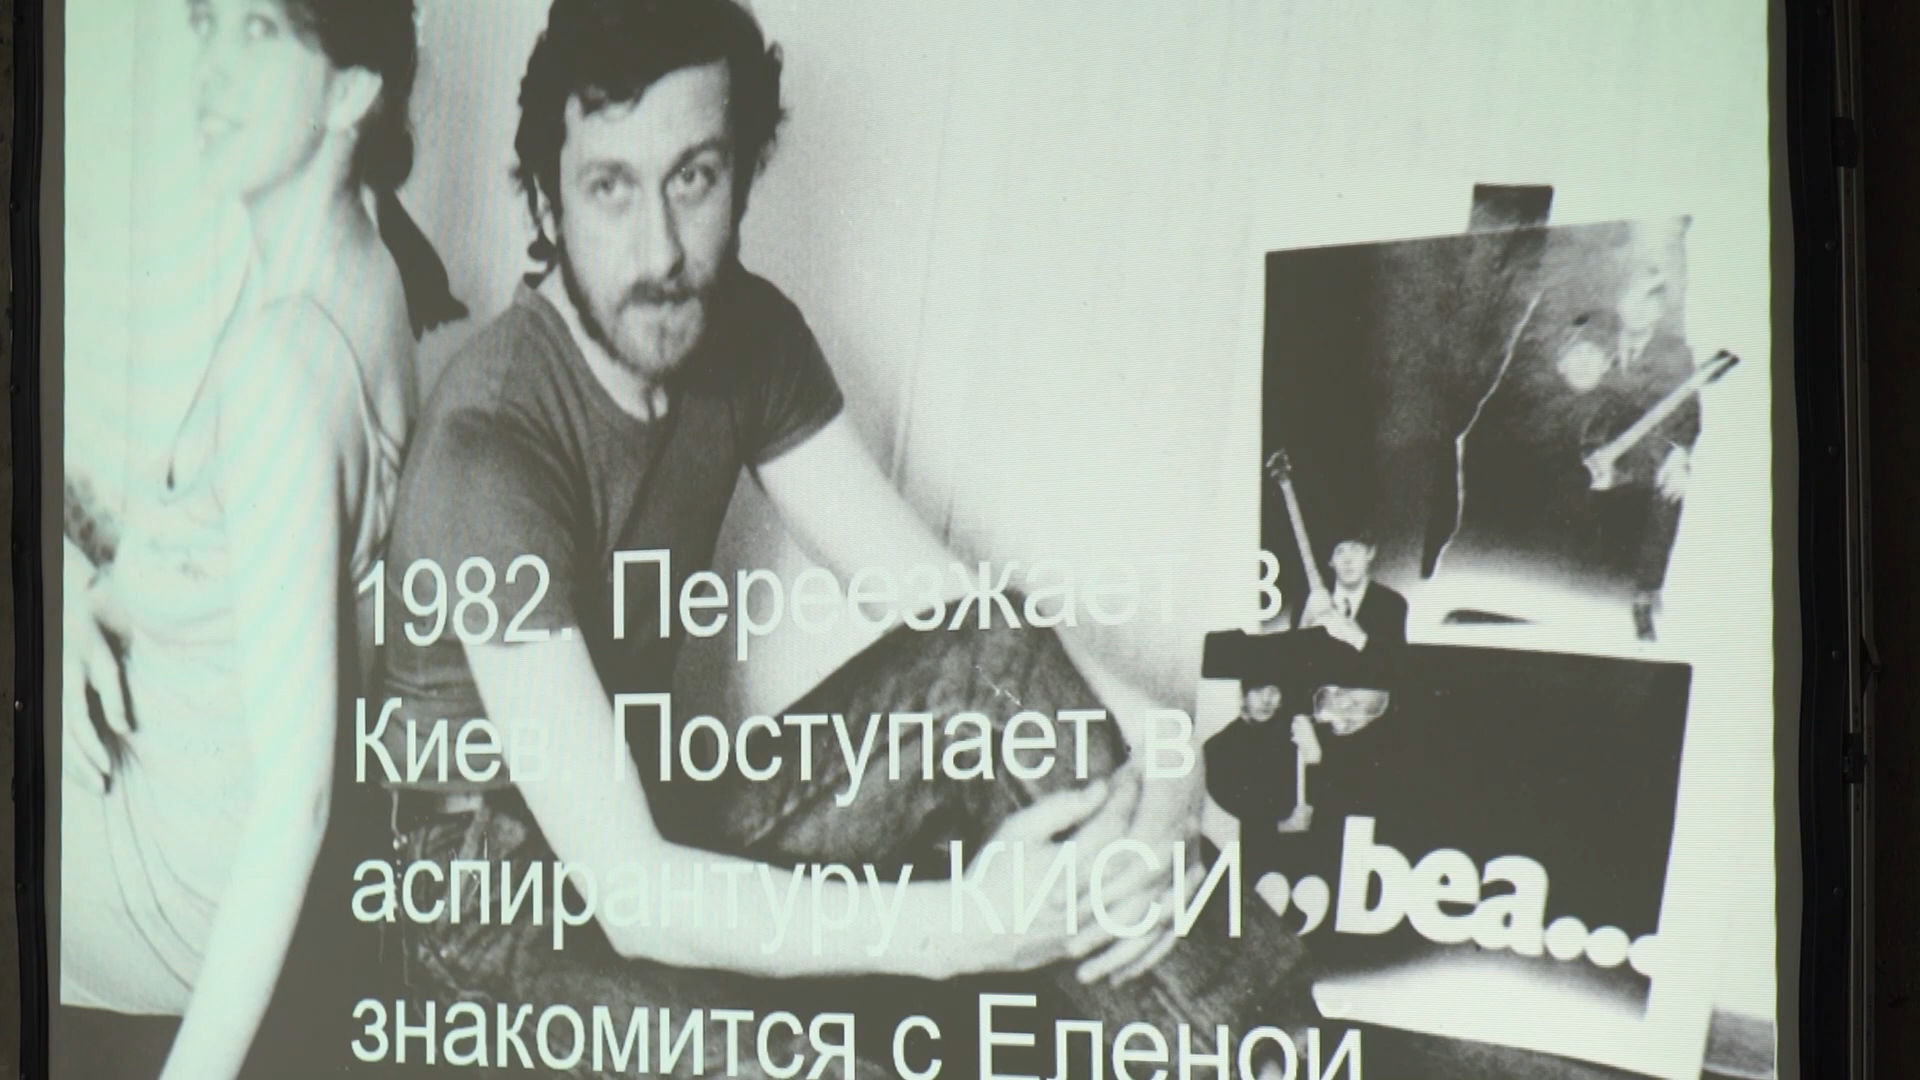 1982. Переезжает в
Киев. Поступает в
аспирантуру КИСИ
„bea...
знакомится с Еленой